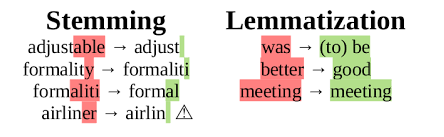 Stemming
adjustable → adjust
formality → formaliti
formaliti → formal
airliner → airlin ⚠
Lemmatization
was → (to) be
better → good
meeting → meeting